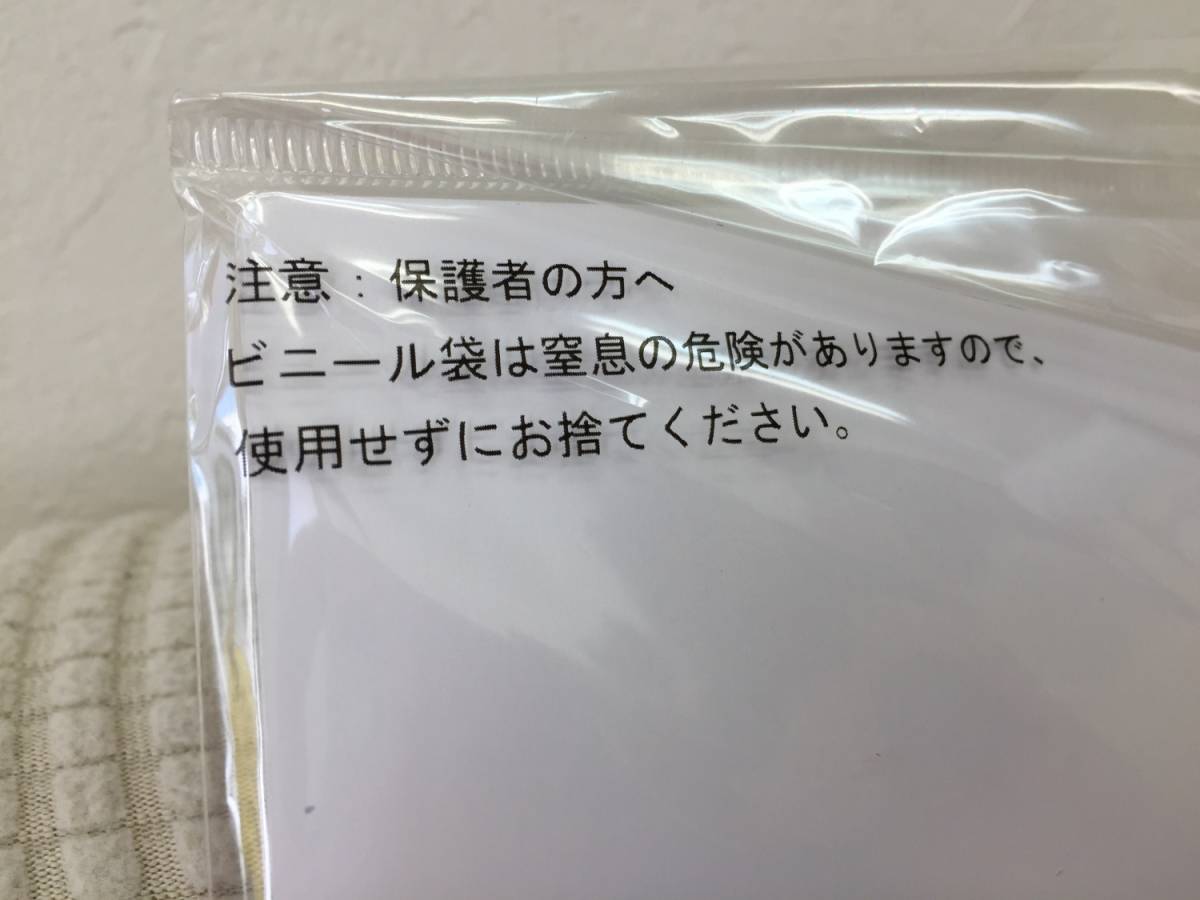 注意：保護者の方へ
ビニール袋は窒息の危険がありますので、
使用せずにお捨てください。